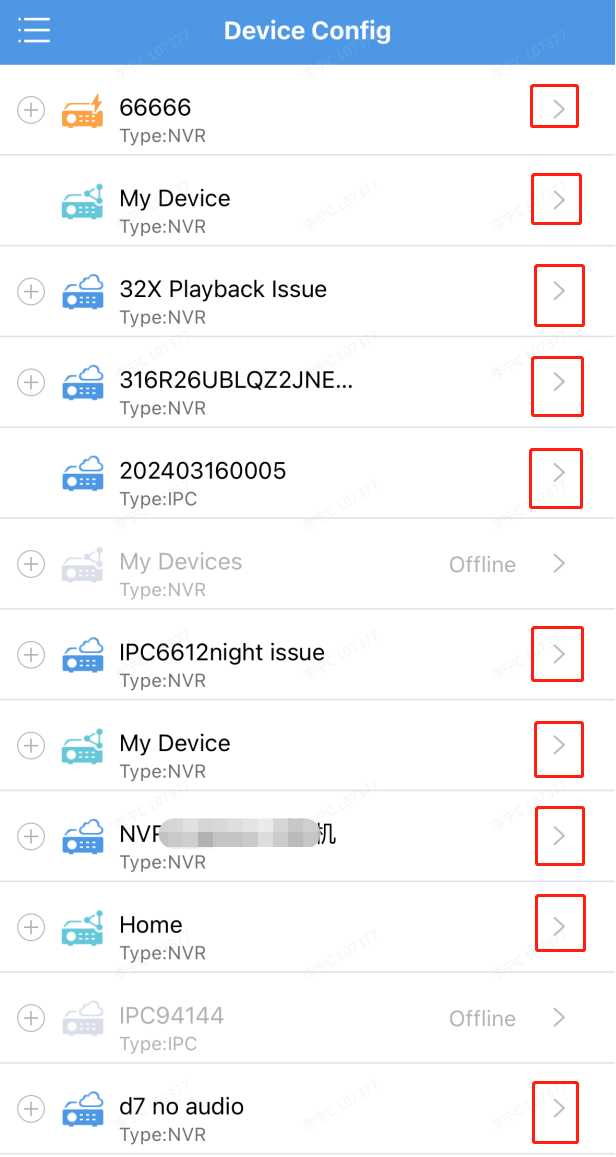 Device Config
66666
Type:NVR
My Device
Type:NVR
32X Playback Issue
Type:NVR
316R26UBLQZ2JNE...
Type:NVR
202403160005
Type:IPC
My Devices
Offline
Type:NVR
IPC6612night issue
Type:NVR
My Device
Type:NVR
机
Type:NVR
Home
Type:NVR
IPC94144
Offline
Type:IPC
d7 no audio
Type:NVR